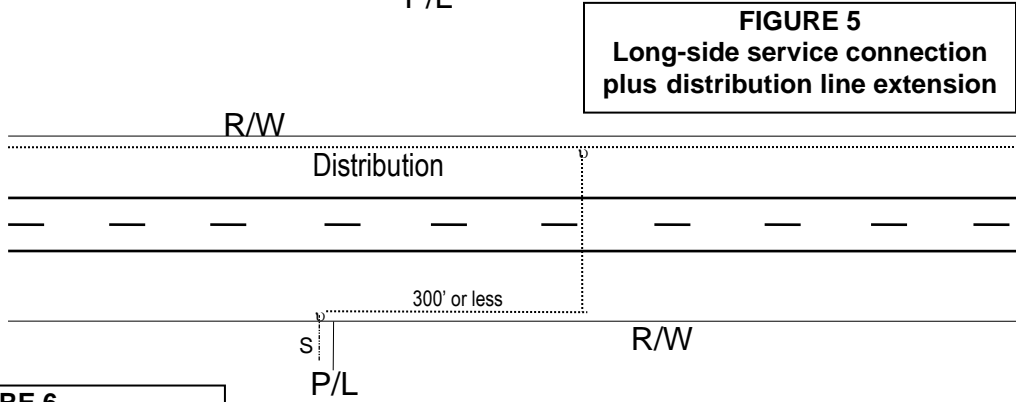 FIGURE 5
Long-side service connection
plus distribution line extension
R/W
Distribution
300' or less
S
R/W
P/L